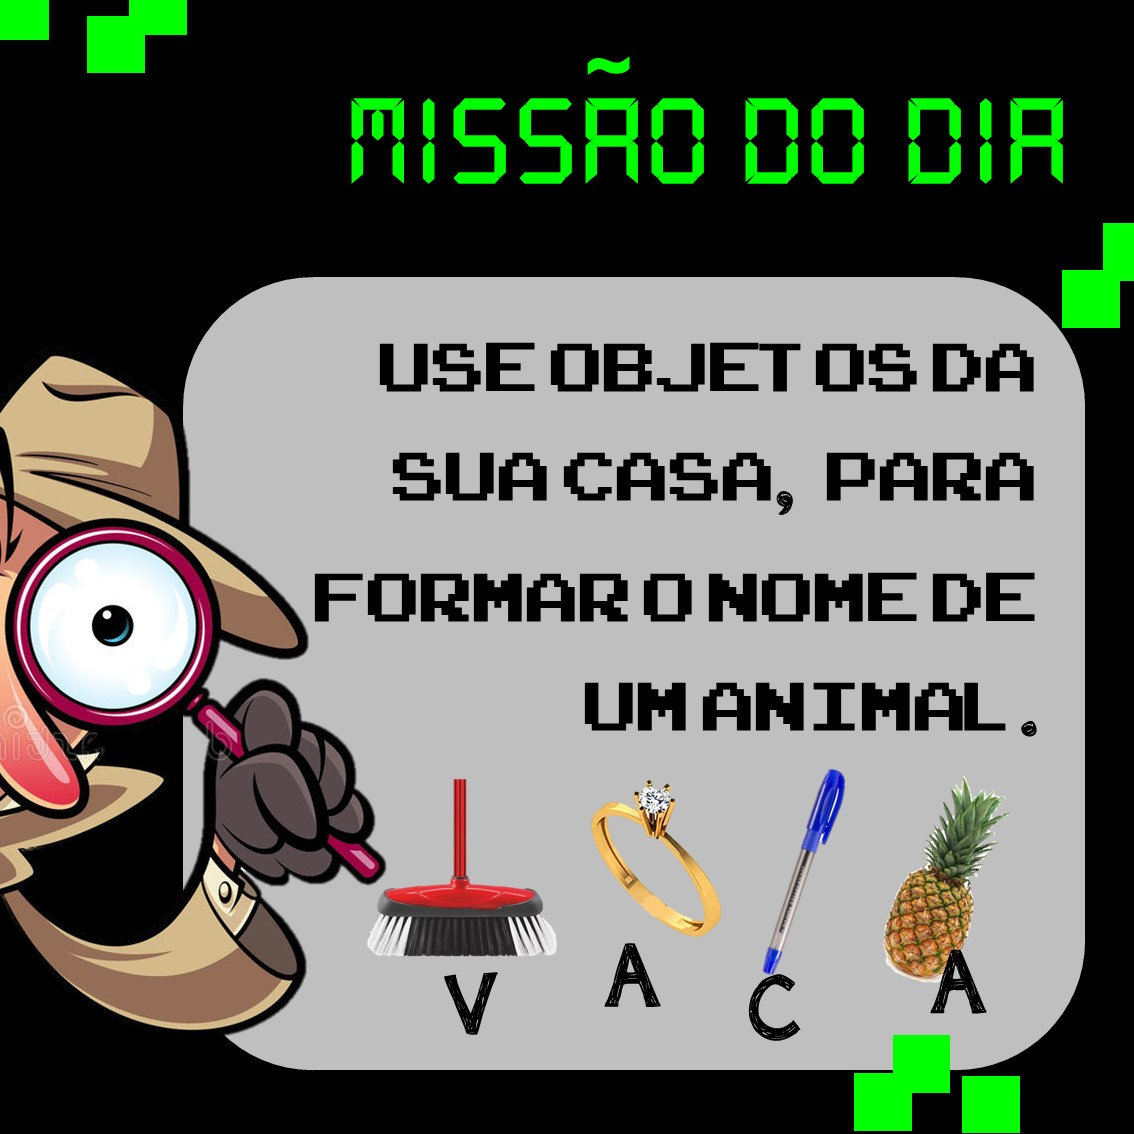 MISSÃO DO DIA
USE OBJETOS DA
SUA CASA, PARA
FORMAR O NOME DE
UM ANIMAL.
V A C A